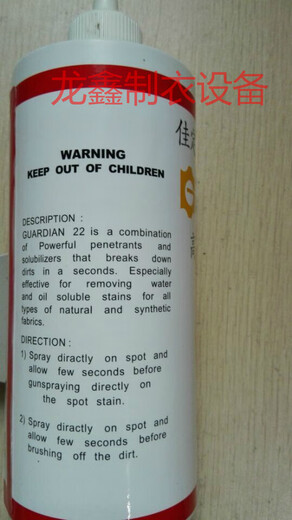 龙鑫制衣设备
佳
高
WARNING
KEEP OUT OF CHILDREN
DESCRIPTION :
GUARDIAN 22 is a combination
of Powerful penetrants and
solubilizers that breaks down
dirts in a seconds. Especially
effective for removing water
and oil soluble stains for all
types of natural and synthetic
fabrics.
DIRECTION :
1) Spray diractly on spot and
allow few seconds before
gunspraying directly on
the spot stain.
2) Spray diractly on spot and
allow few seconds before
brushing off the dirt.